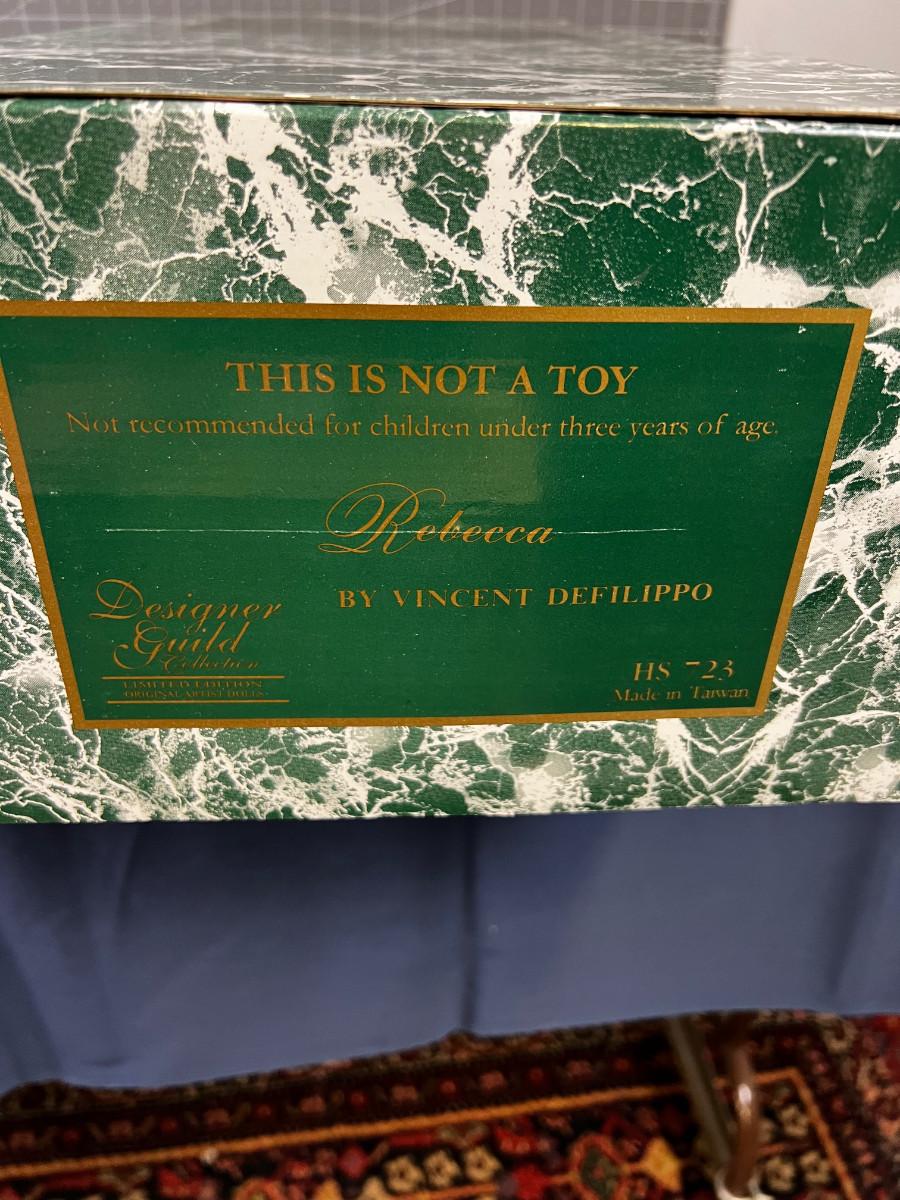 THIS IS NOT A TOY
Not recommended for children under three years of age.
Rebecca
BY VINCENT DEFILIPPO
Designer
Guild
Collection
LIMITED EDITION
ORIGINAL ARTIST DOLLS
HS -23
Made in Taiwan